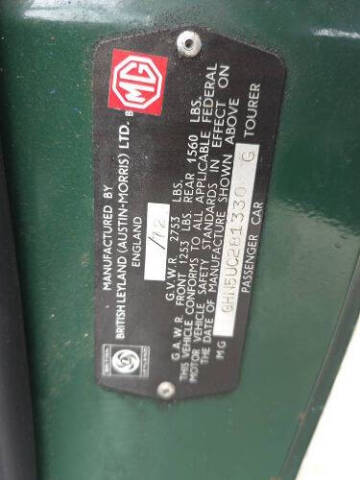 MG
MANUFACTURED BY
BRITISH LEYLAND (AUSTIN-MORRIS) LTD.
ENGLAND
/72
G.V.W.R. 2753 LBS.
G.A.W.R. FRONT 1253 LBS. REAR 1560 LBS.
THIS VEHICLE CONFORMS TO ALL APPLICABLE FEDERAL
MOTOR VEHICLE SAFETY STANDARDS IN EFFECT ON
THE DATE OF MANUFACTURE SHOWN ABOVE
MG GHN5UC281330 G
PASSENGER CAR TOURER